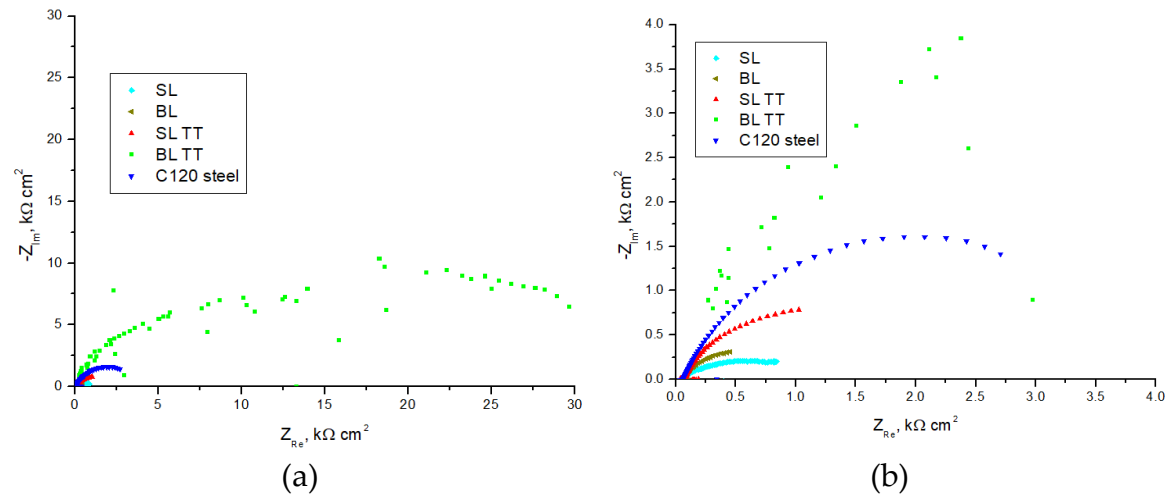 30
25
20
15
10
5
0
-Z_Im, kΩ cm²
SL
BL
SL TT
BL TT
C120 steel
0 5 10 15 20 25 30
Z_Re, kΩ cm²
(a)
4.0
3.5
3.0
2.5
2.0
1.5
1.0
0.5
0.0
-Z_Im, kΩ cm²
SL
BL
SL TT
BL TT
C120 steel
0.0 0.5 1.0 1.5 2.0 2.5 3.0 3.5 4.0
Z_Re, kΩ cm²
(b)